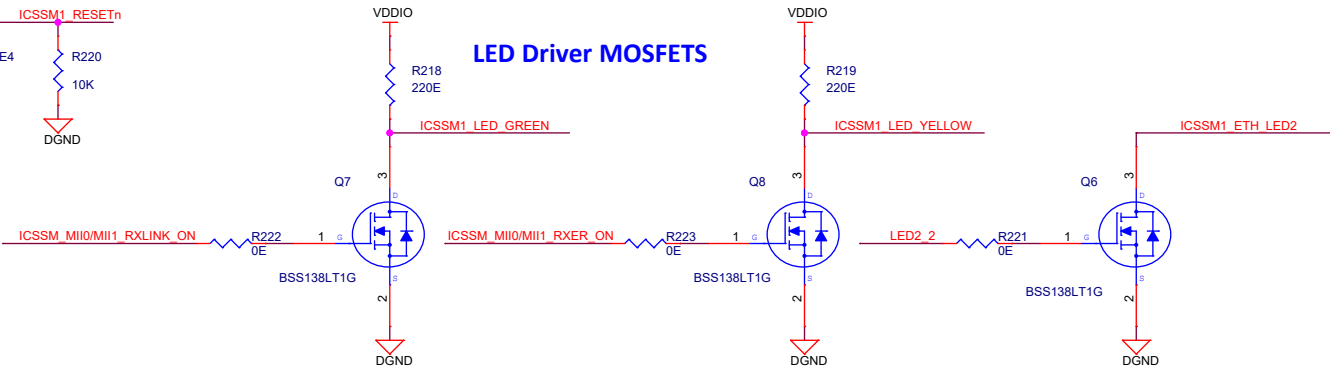 ICSSM1_RESETn
E4
R220
10K
DGND
LED Driver MOSFETS
VDDIO
R218
220E
ICSSM1_LED_GREEN
3
Q7
D
ICSSM_MII0/MII1_RXLINK_ON
R222
0E
1
G
BSS138LT1G
S
2
DGND
VDDIO
R219
220E
ICSSM1_LED_YELLOW
3
Q8
D
ICSSM_MII0/MII1_RXER_ON
R223
0E
1
G
BSS138LT1G
S
2
DGND
ICSSM1_ETH_LED2
3
Q6
D
LED2_2
R221
0E
1
G
BSS138LT1G
S
2
DGND